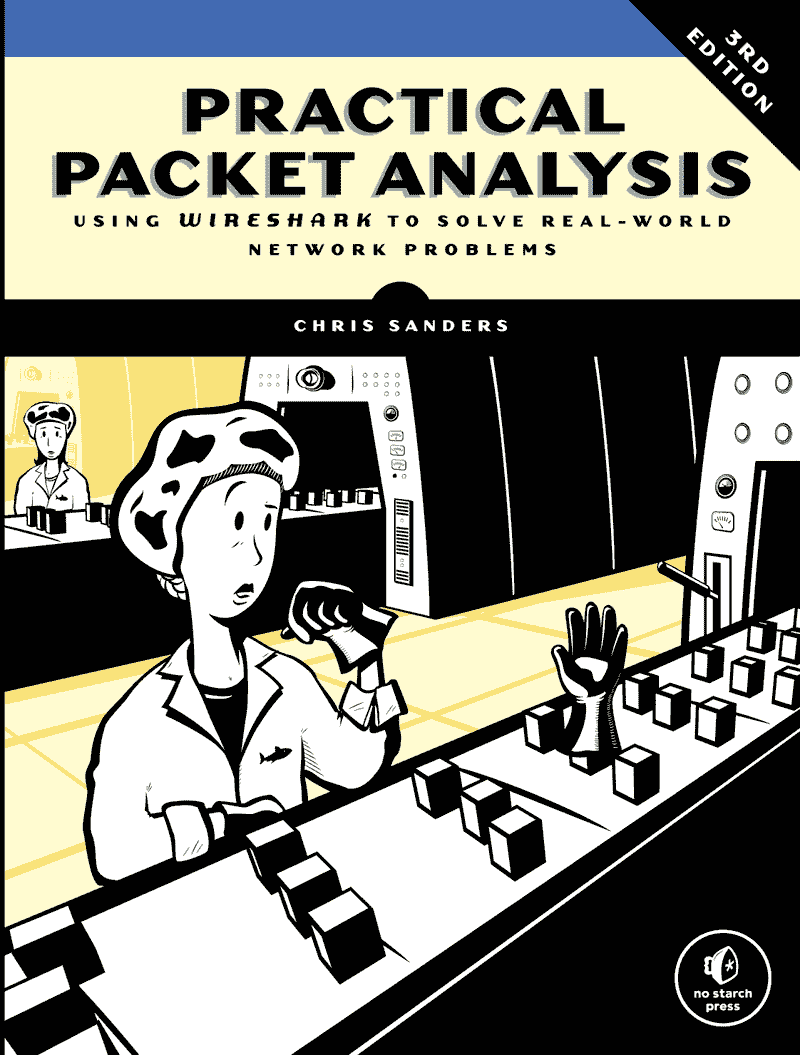 3RD
EDITION
PRACTICAL
PACKET ANALYSIS
USING WIRESHARK TO SOLVE REAL-WORLD
NETWORK PROBLEMS
CHRIS SANDERS
no starch
press